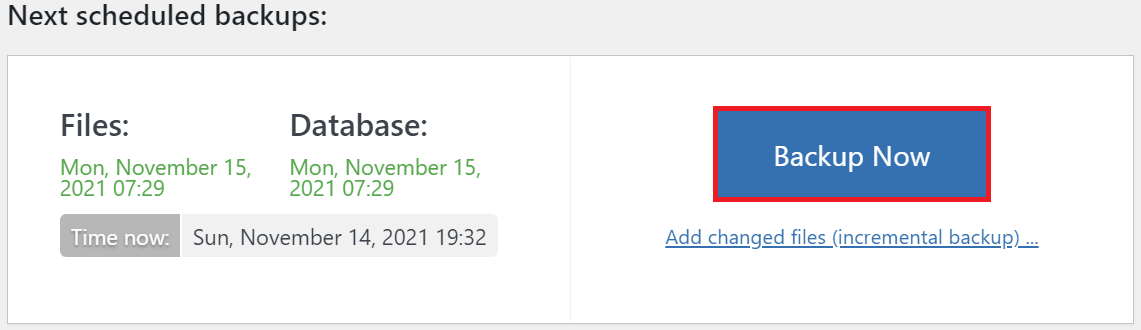 Next scheduled backups:
Files:
Mon, November 15,
2021 07:29
Database:
Mon, November 15,
2021 07:29
Time now: Sun, November 14, 2021 19:32
Backup Now
Add changed files (incremental backup) ...